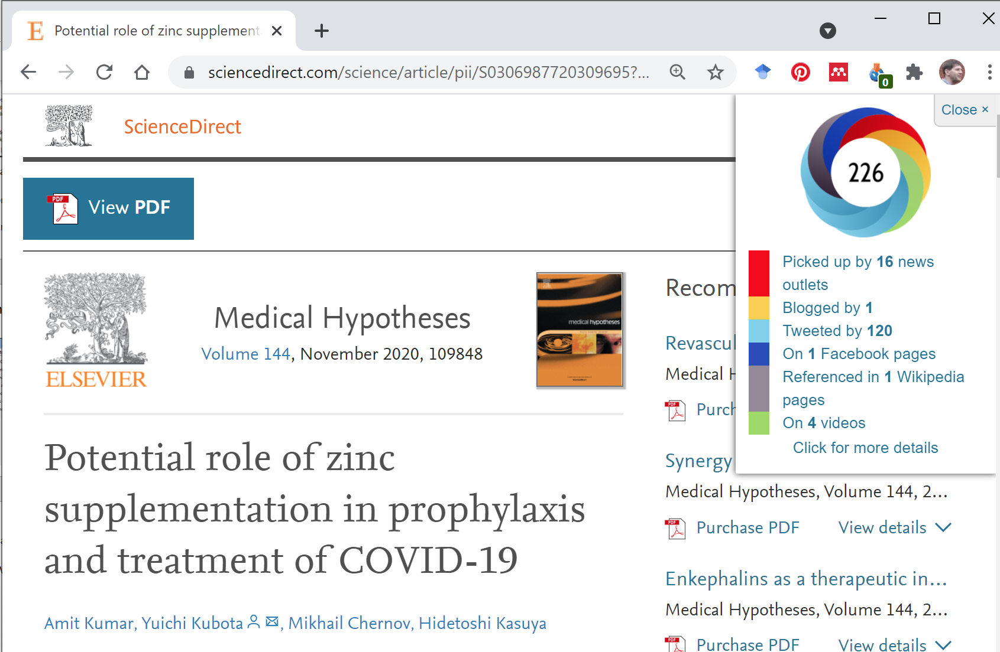 Potential role of zinc supplement
sciencedirect.com/science/article/pii/S0306987720309695?...
0
ScienceDirect
Close ×
226
PDF
View PDF
Picked up by 16 news
outlets
Blogged by 1
Tweeted by 120
On 1 Facebook pages
Referenced in 1 Wikipedia
pages
On 4 videos
Click for more details
ELSEVIER
Medical Hypotheses
Volume 144, November 2020, 109848
medical hypotheses
Potential role of zinc
supplementation in prophylaxis
and treatment of COVID-19
Amit Kumar, Yuichi Kubota, Mikhail Chernov, Hidetoshi Kasuya
Recom
Revascul
Medical H
PDF
Purch
Synergy
Medical Hypotheses, Volume 144, 2...
PDF
Purchase PDF View details
Enkephalins as a therapeutic in...
Medical Hypotheses, Volume 144, 2...
PDF
Purchase PDF View details